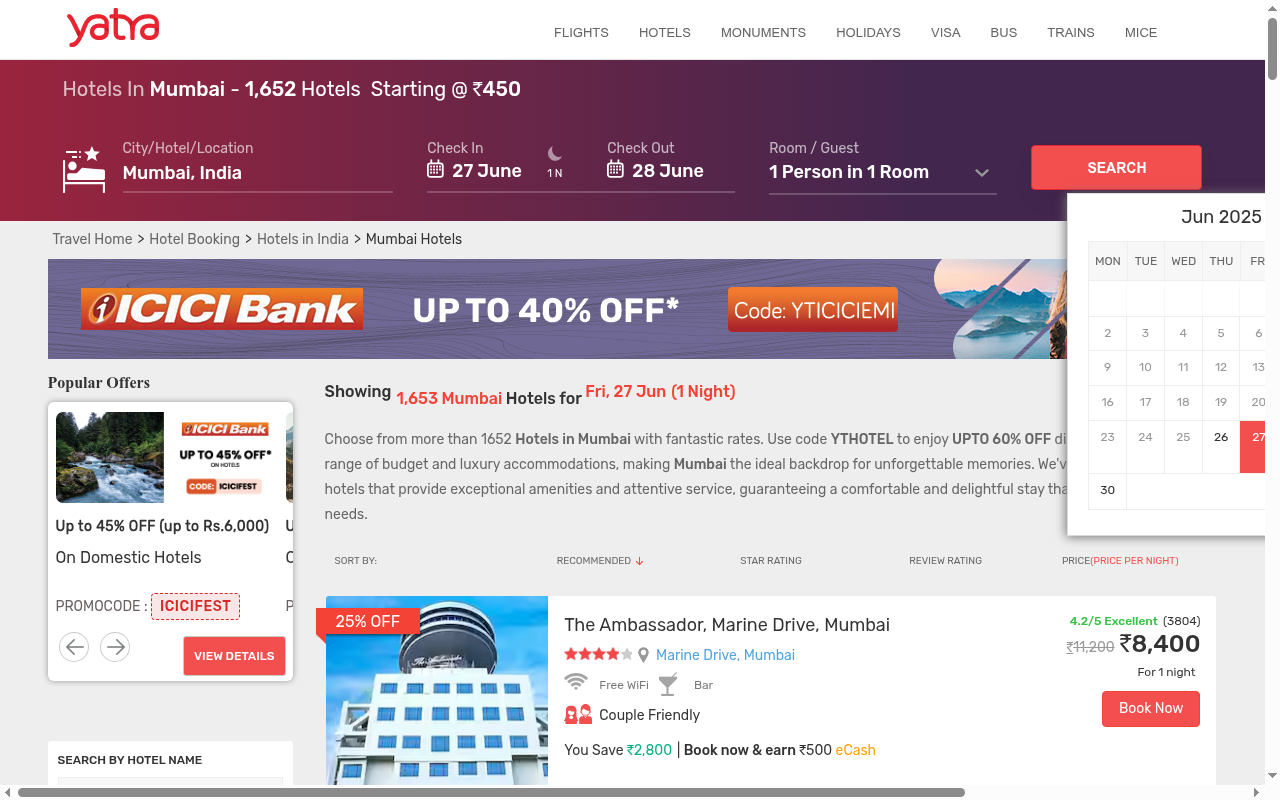 yatra
FLIGHTS HOTELS MONUMENTS HOLIDAYS VISA BUS TRAINS MICE
Hotels In Mumbai - 1,652 Hotels Starting @ ₹450
City/Hotel/Location
Mumbai, India
Check In
27 June
1 N
Check Out
28 June
Room / Guest
1 Person in 1 Room
SEARCH
Travel Home > Hotel Booking > Hotels in India > Mumbai Hotels
Jun 2025
MON TUE WED THU FR
2 3 4 5 6
9 10 11 12 13
16 17 18 19 20
23 24 25 26 27
30
iICICI Bank UP TO 40% OFF* Code: YTICICIEMI
Popular Offers
ICICI Bank
UP TO 45% OFF*
ON HOTELS
CODE: ICICIFEST
Up to 45% OFF (up to Rs.6,000)
On Domestic Hotels
PROMOCODE : ICICIFEST
VIEW DETAILS
SEARCH BY HOTEL NAME
Showing 1,653 Mumbai Hotels for Fri, 27 Jun (1 Night)
Choose from more than 1652 Hotels in Mumbai with fantastic rates. Use code YTHOTEL to enjoy UPTO 60% OFF di
range of budget and luxury accommodations, making Mumbai the ideal backdrop for unforgettable memories. We'v
hotels that provide exceptional amenities and attentive service, guaranteeing a comfortable and delightful stay tha
needs.
SORT BY: RECOMMENDED STAR RATING REVIEW RATING PRICE(PRICE PER NIGHT)
25% OFF
The Ambassador
The Ambassador, Marine Drive, Mumbai
Marine Drive, Mumbai
Free WiFi Bar
Couple Friendly
You Save ₹2,800 | Book now & earn ₹500 eCash
4.2/5 Excellent (3804)
₹11,200 ₹8,400
For 1 night
Book Now